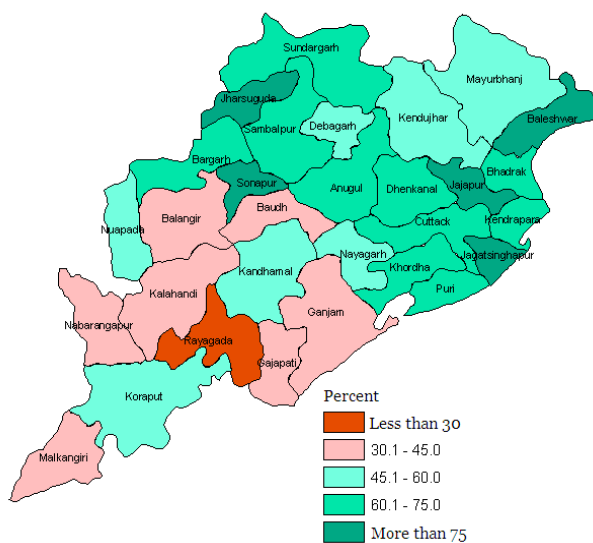 Sundargarh
Mayurbhanj
Jharsuguda
Kendujhar
Baleshwar
Sambalpur
Debagarh
Bargarh
Bhadrak
Sonapur
Anugul
Dhenkanal
Jajapur
Baudh
Balangir
Nuapada
Cuttack
Kendrapara
Nayagarh
Jagatsinghapur
Khordha
Kandhamal
Puri
Kalahandi
Nabarangapur
Ganjam
Rayagada
Gajapati
Koraput
Malkangiri
Percent
Less than 30
30.1 - 45.0
45.1 - 60.0
60.1 - 75.0
More than 75